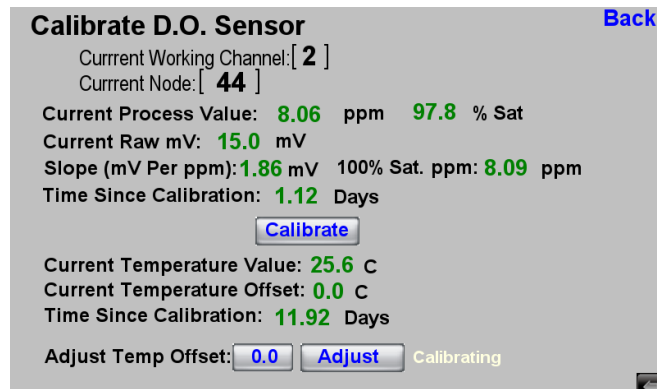 Calibrate D.O. Sensor
Back
Currrent Working Channel:[ 2 ]
Currrent Node:[ 44 ]
Current Process Value: 8.06 ppm 97.8 % Sat
Current Raw mV: 15.0 mV
Slope (mV Per ppm): 1.86 mV 100% Sat. ppm: 8.09 ppm
Time Since Calibration: 1.12 Days
Calibrate
Current Temperature Value: 25.6 C
Current Temperature Offset: 0.0 C
Time Since Calibration: 11.92 Days
Adjust Temp Offset: 0.0 Adjust Calibrating